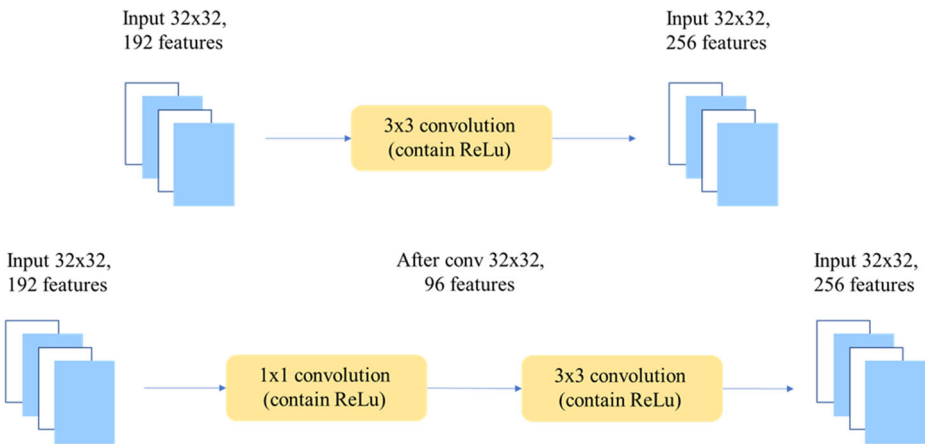 Input 32x32,
192 features
Input 32x32,
256 features
3x3 convolution
(contain ReLu)
Input 32x32,
192 features
After conv 32x32,
96 features
Input 32x32,
256 features
1x1 convolution
(contain ReLu)
3x3 convolution
(contain ReLu)